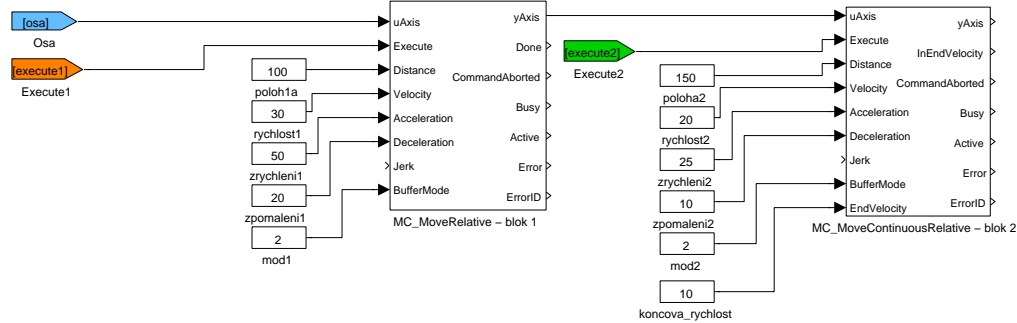 [osa]
Osa
[execute1]
Execute1
100
poloh1a
30
rychlost1
50
zrychleni1
20
zpomaleni1
2
mod1
uAxis
Execute
Distance
Velocity
Acceleration
Deceleration
Jerk
BufferMode
yAxis
Done
CommandAborted
Busy
Active
Error
ErrorID
MC_MoveRelative – blok 1
[execute2]
Execute2
150
poloha2
20
rychlost2
25
zrychleni2
10
zpomaleni2
2
mod2
10
koncova_rychlost
uAxis
Execute
Distance
Velocity
Acceleration
Deceleration
Jerk
BufferMode
EndVelocity
yAxis
InEndVelocity
CommandAborted
Busy
Active
Error
ErrorID
MC_MoveContinuousRelative – blok 2